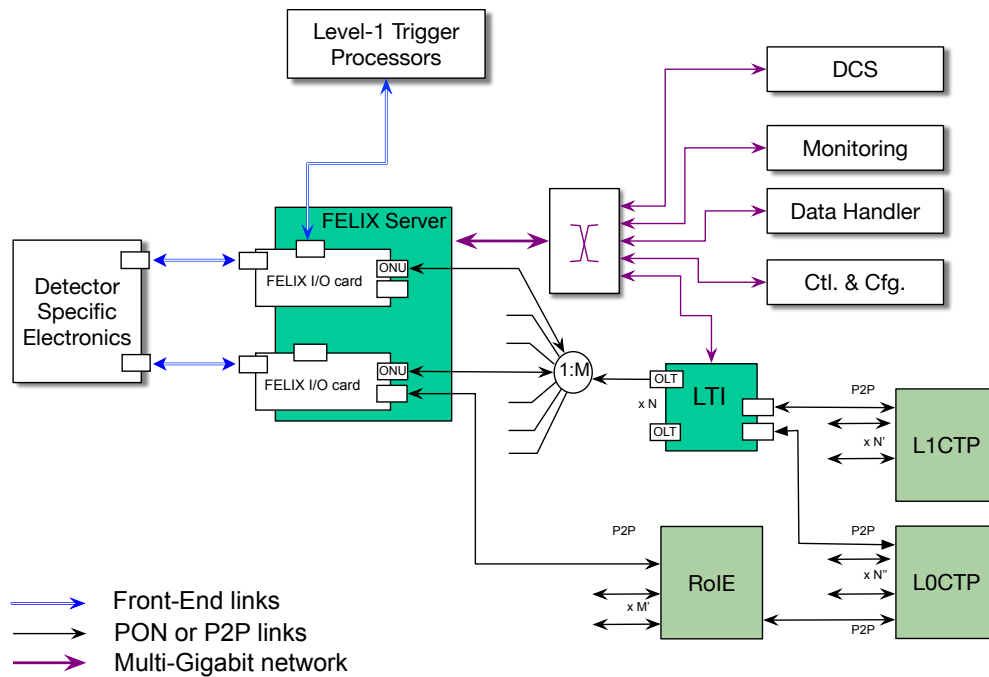 Level-1 Trigger
Processors
DCS
Monitoring
Data Handler
Ctl. & Cfg.
FELIX Server
FELIX I/O card
ONU
Detector
Specific
Electronics
FELIX I/O card
ONU
1:M
OLT
x N
LTI
OLT
P2P
x N'
L1CTP
P2P
RoIE
x M'
P2P
x N"
L0CTP
P2P
Front-End links
PON or P2P links
Multi-Gigabit network